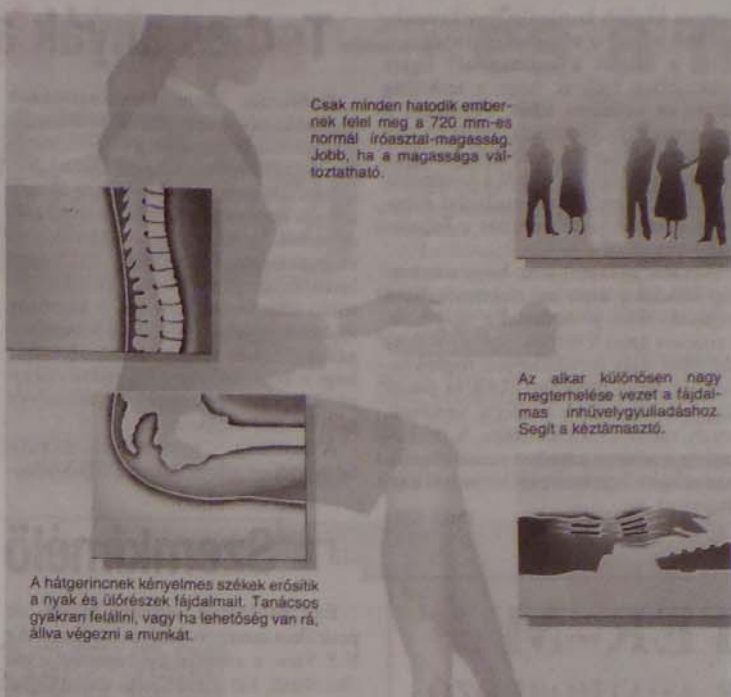 Csak minden hatodik ember-
nek felel meg a 720 mm-es
normál íróasztal-magasság.
Jobb, ha a magassága vál-
toztatható.
Az alkar különösen nagy
megterhelése vezet a fájdal-
mas ínhüvelygyulladáshoz.
Segít a kéztámasztó.
A hátgerincnek kényelmes székek erősítik
a nyak és ülőrészek fájdalmait. Tanácsos
gyakran felállni, vagy ha lehetőség van rá,
állva végezni a munkát.